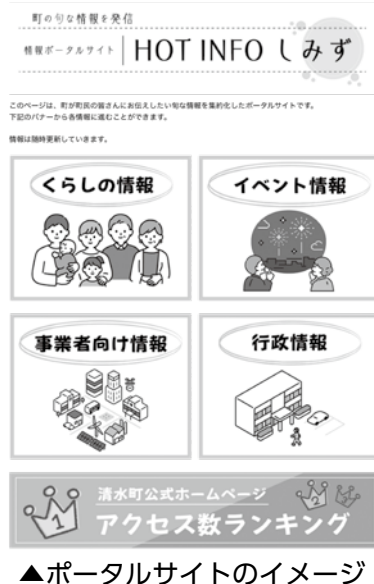 町の旬な情報を発信
情報ポータルサイト
HOT INFO しみず
このページは、町が町民の皆さんにお伝えしたい旬な情報を集約化したポータルサイトです。
下記のバナーから各情報に進むことができます。
情報は随時更新していきます。
くらしの情報
イベント情報
事業者向け情報
行政情報
清水町公式ホームページ
アクセス数ランキング
1
2
3
▲ポータルサイトのイメージ